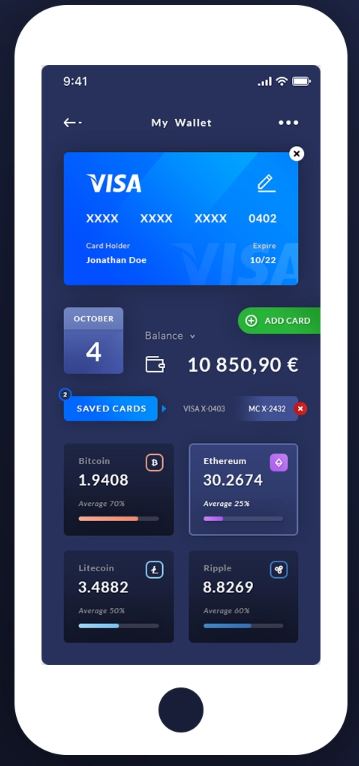 9:41
My Wallet
VISA
XXXX XXXX XXXX 0402
Card Holder Expire
Jonathan Doe 10/22
VISA
OCTOBER
4
ADD CARD
Balance
10 850,90 €
2
SAVED CARDS VISA X-0403 MC X-2432
Bitcoin
1.9408
Average 70%
Ethereum
30.2674
Average 25%
Litecoin
3.4882
Average 50%
Ripple
8.8269
Average 60%